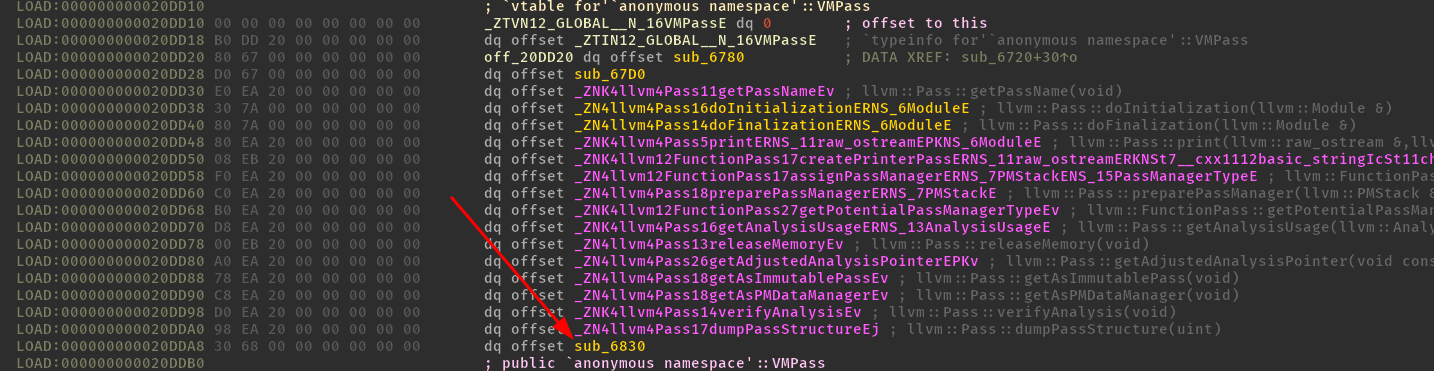 LOAD:000000000020DD10 ; `vtable for'`anonymous namespace'::VMPass
LOAD:000000000020DD10 00 00 00 00 00 00 00 00 _ZTVN12_GLOBAL__N_16VMPassE dq 0 ; offset to this
LOAD:000000000020DD18 B0 DD 20 00 00 00 00 00 dq offset _ZTIN12_GLOBAL__N_16VMPassE ; `typeinfo for'`anonymous namespace'::VMPass
LOAD:000000000020DD20 80 67 00 00 00 00 00 00 off_20DD20 dq offset sub_6780 ; DATA XREF: sub_6720+30↑o
LOAD:000000000020DD28 D0 67 00 00 00 00 00 00 dq offset sub_67D0
LOAD:000000000020DD30 E0 EA 20 00 00 00 00 00 dq offset _ZNK4llvm4Pass11getPassNameEv ; llvm::Pass::getPassName(void)
LOAD:000000000020DD38 30 7A 00 00 00 00 00 00 dq offset _ZN4llvm4Pass16doInitializationERNS_6ModuleE ; llvm::Pass::doInitialization(llvm::Module &)
LOAD:000000000020DD40 80 7A 00 00 00 00 00 00 dq offset _ZN4llvm4Pass14doFinalizationERNS_6ModuleE ; llvm::Pass::doFinalization(llvm::Module &)
LOAD:000000000020DD48 80 EA 20 00 00 00 00 00 dq offset _ZNK4llvm4Pass5printERNS_11raw_ostreamEPKNS_6ModuleE ; llvm::Pass::print(llvm::raw_ostream &,ll
LOAD:000000000020DD50 08 EB 20 00 00 00 00 00 dq offset _ZNK4llvm12FunctionPass17createPrinterPassERNS_11raw_ostreamERKNSt7__cxx1112basic_stringIcSt11ch
LOAD:000000000020DD58 F0 EA 20 00 00 00 00 00 dq offset _ZN4llvm12FunctionPass17assignPassManagerERNS_7PMStackENS_15PassManagerTypeE ; llvm::FunctionPas
LOAD:000000000020DD60 C0 EA 20 00 00 00 00 00 dq offset _ZN4llvm4Pass18preparePassManagerERNS_7PMStackE ; llvm::Pass::preparePassManager(llvm::PMStack &
LOAD:000000000020DD68 B0 EA 20 00 00 00 00 00 dq offset _ZNK4llvm12FunctionPass27getPotentialPassManagerTypeEv ; llvm::FunctionPass::getPotentialPassMan
LOAD:000000000020DD70 D8 EA 20 00 00 00 00 00 dq offset _ZNK4llvm4Pass16getAnalysisUsageERNS_13AnalysisUsageE ; llvm::Pass::getAnalysisUsage(llvm::Analy
LOAD:000000000020DD78 00 EB 20 00 00 00 00 00 dq offset _ZN4llvm4Pass13releaseMemoryEv ; llvm::Pass::releaseMemory(void)
LOAD:000000000020DD80 A0 EA 20 00 00 00 00 00 dq offset _ZN4llvm4Pass26getAdjustedAnalysisPointerEPKv ; llvm::Pass::getAdjustedAnalysisPointer(void cons
LOAD:000000000020DD88 78 EA 20 00 00 00 00 00 dq offset _ZN4llvm4Pass18getAsImmutablePassEv ; llvm::Pass::getAsImmutablePass(void)
LOAD:000000000020DD90 C8 EA 20 00 00 00 00 00 dq offset _ZN4llvm4Pass18getAsPMDataManagerEv ; llvm::Pass::getAsPMDataManager(void)
LOAD:000000000020DD98 D0 EA 20 00 00 00 00 00 dq offset _ZNK4llvm4Pass14verifyAnalysisEv ; llvm::Pass::verifyAnalysis(void)
LOAD:000000000020DDA0 98 EA 20 00 00 00 00 00 dq offset _ZN4llvm4Pass17dumpPassStructureEj ; llvm::Pass::dumpPassStructure(uint)
LOAD:000000000020DDA8 30 68 00 00 00 00 00 00 dq offset sub_6830
LOAD:000000000020DDB0 ; public `anonymous namespace'::VMPass